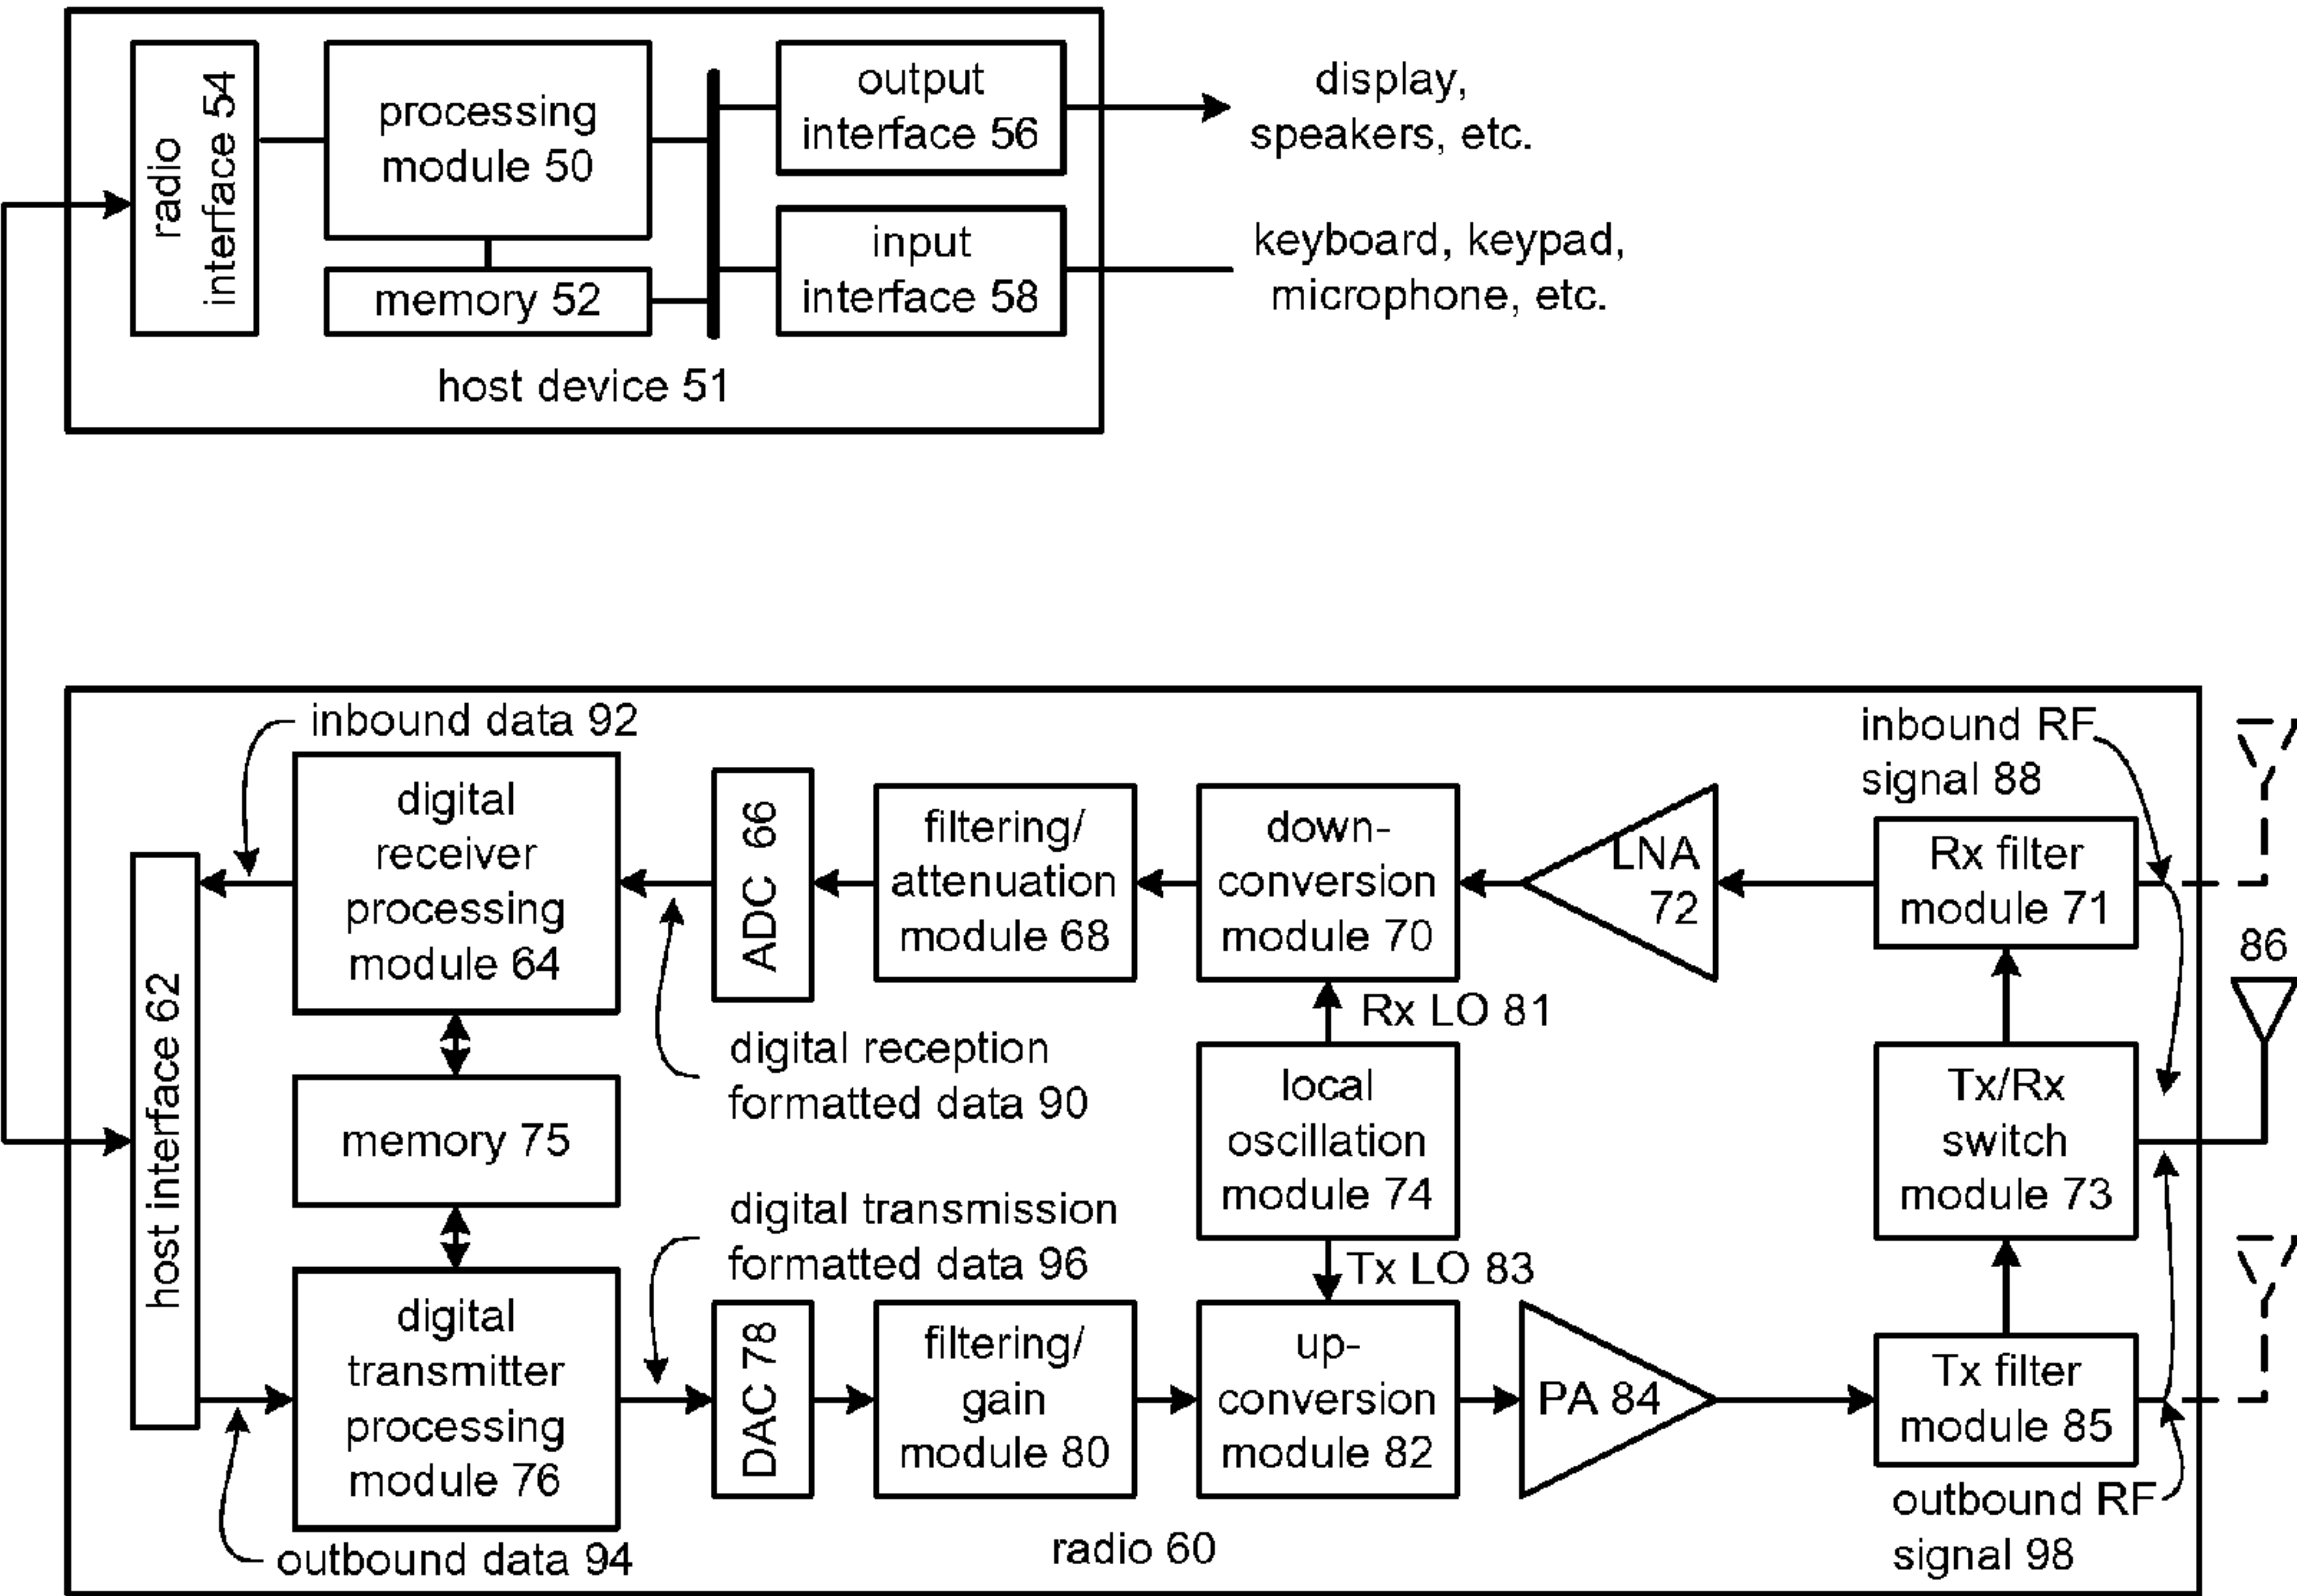 radio
interface 54
processing
module 50
memory 52
output
interface 56
input
interface 58
display,
speakers, etc.
keyboard, keypad,
microphone, etc.
host device 51
inbound data 92
inbound RF
signal 88
host interface 62
digital
receiver
processing
module 64
ADC 66
filtering/
attenuation
module 68
down-
conversion
module 70
LNA
72
Rx filter
module 71
86
Rx LO 81
digital reception
formatted data 90
memory 75
local
oscillation
module 74
Tx/Rx
switch
module 73
digital transmission
formatted data 96
Tx LO 83
digital
transmitter
processing
module 76
DAC 78
filtering/
gain
module 80
up-
conversion
module 82
PA 84
Tx filter
module 85
outbound RF
signal 98
outbound data 94
radio 60